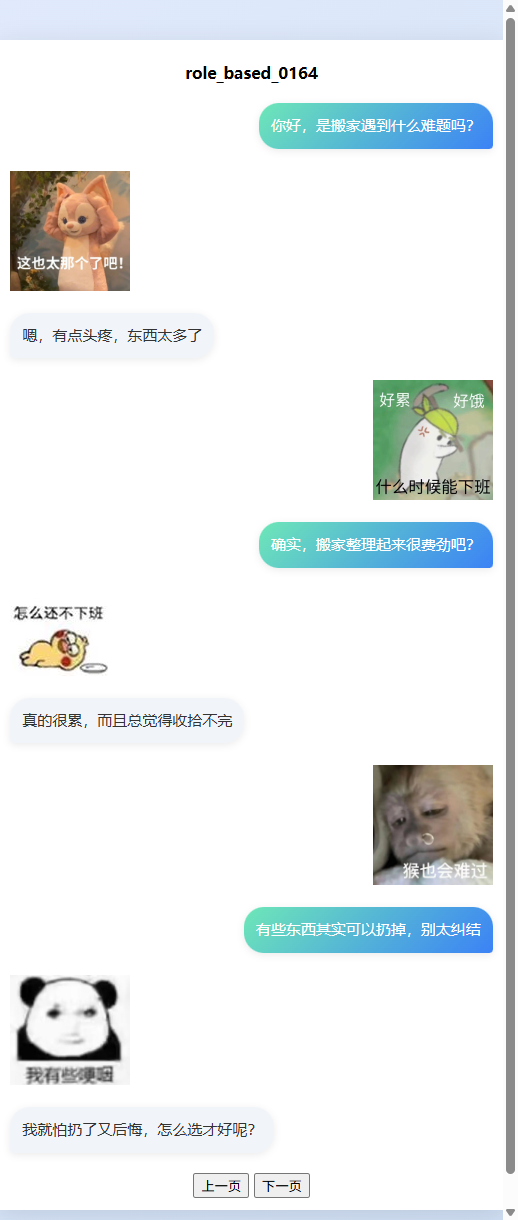 role_based_0164
你好，是搬家遇到什么难题吗？
这也太那个了吧！
嗯，有点头疼，东西太多了
好累 好饿
什么时候能下班
确实，搬家整理起来很费劲吧？
怎么还不下班
真的很累，而且总觉得收拾不完
猴也会难过
有些东西其实可以扔掉，别太纠结
我有些哽咽
我就怕扔了又后悔，怎么选才好呢？
上一页 下一页